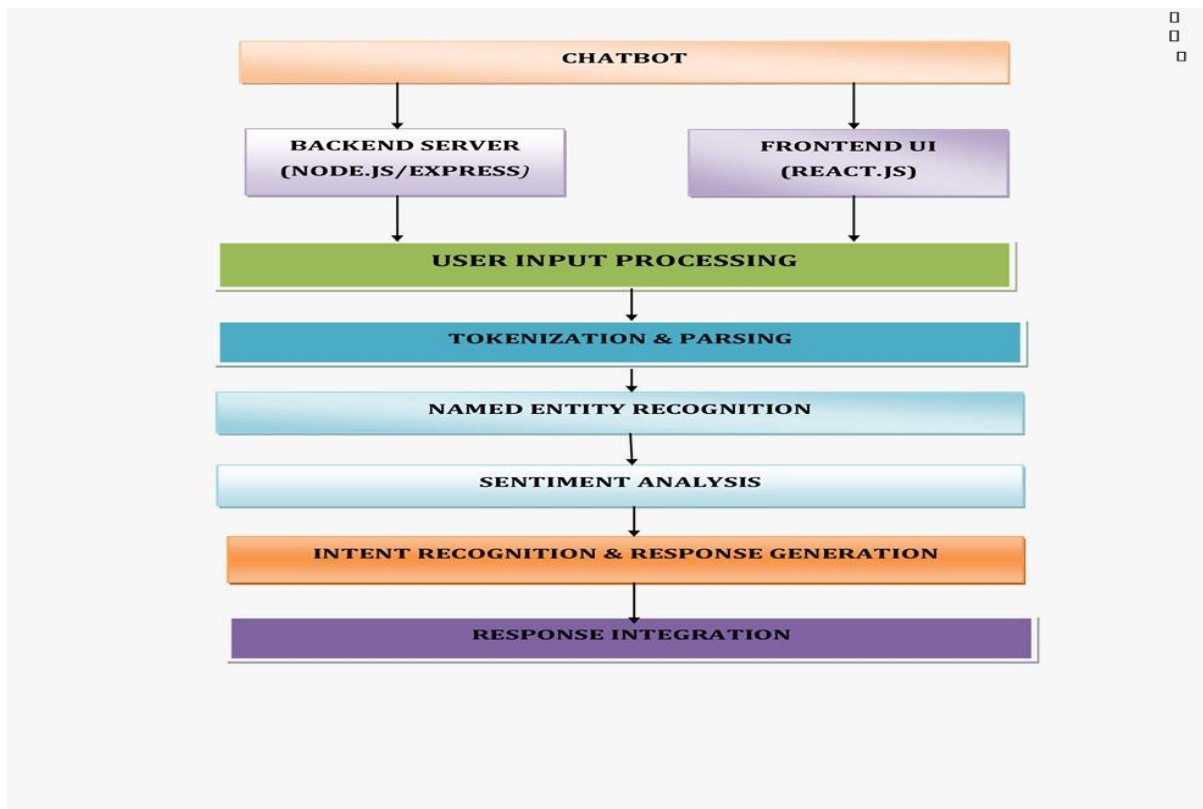 CHATBOT
BACKEND SERVER
(NODE.JS/EXPRESS)
FRONTEND UI
(REACT.JS)
USER INPUT PROCESSING
TOKENIZATION & PARSING
NAMED ENTITY RECOGNITION
SENTIMENT ANALYSIS
INTENT RECOGNITION & RESPONSE GENERATION
RESPONSE INTEGRATION